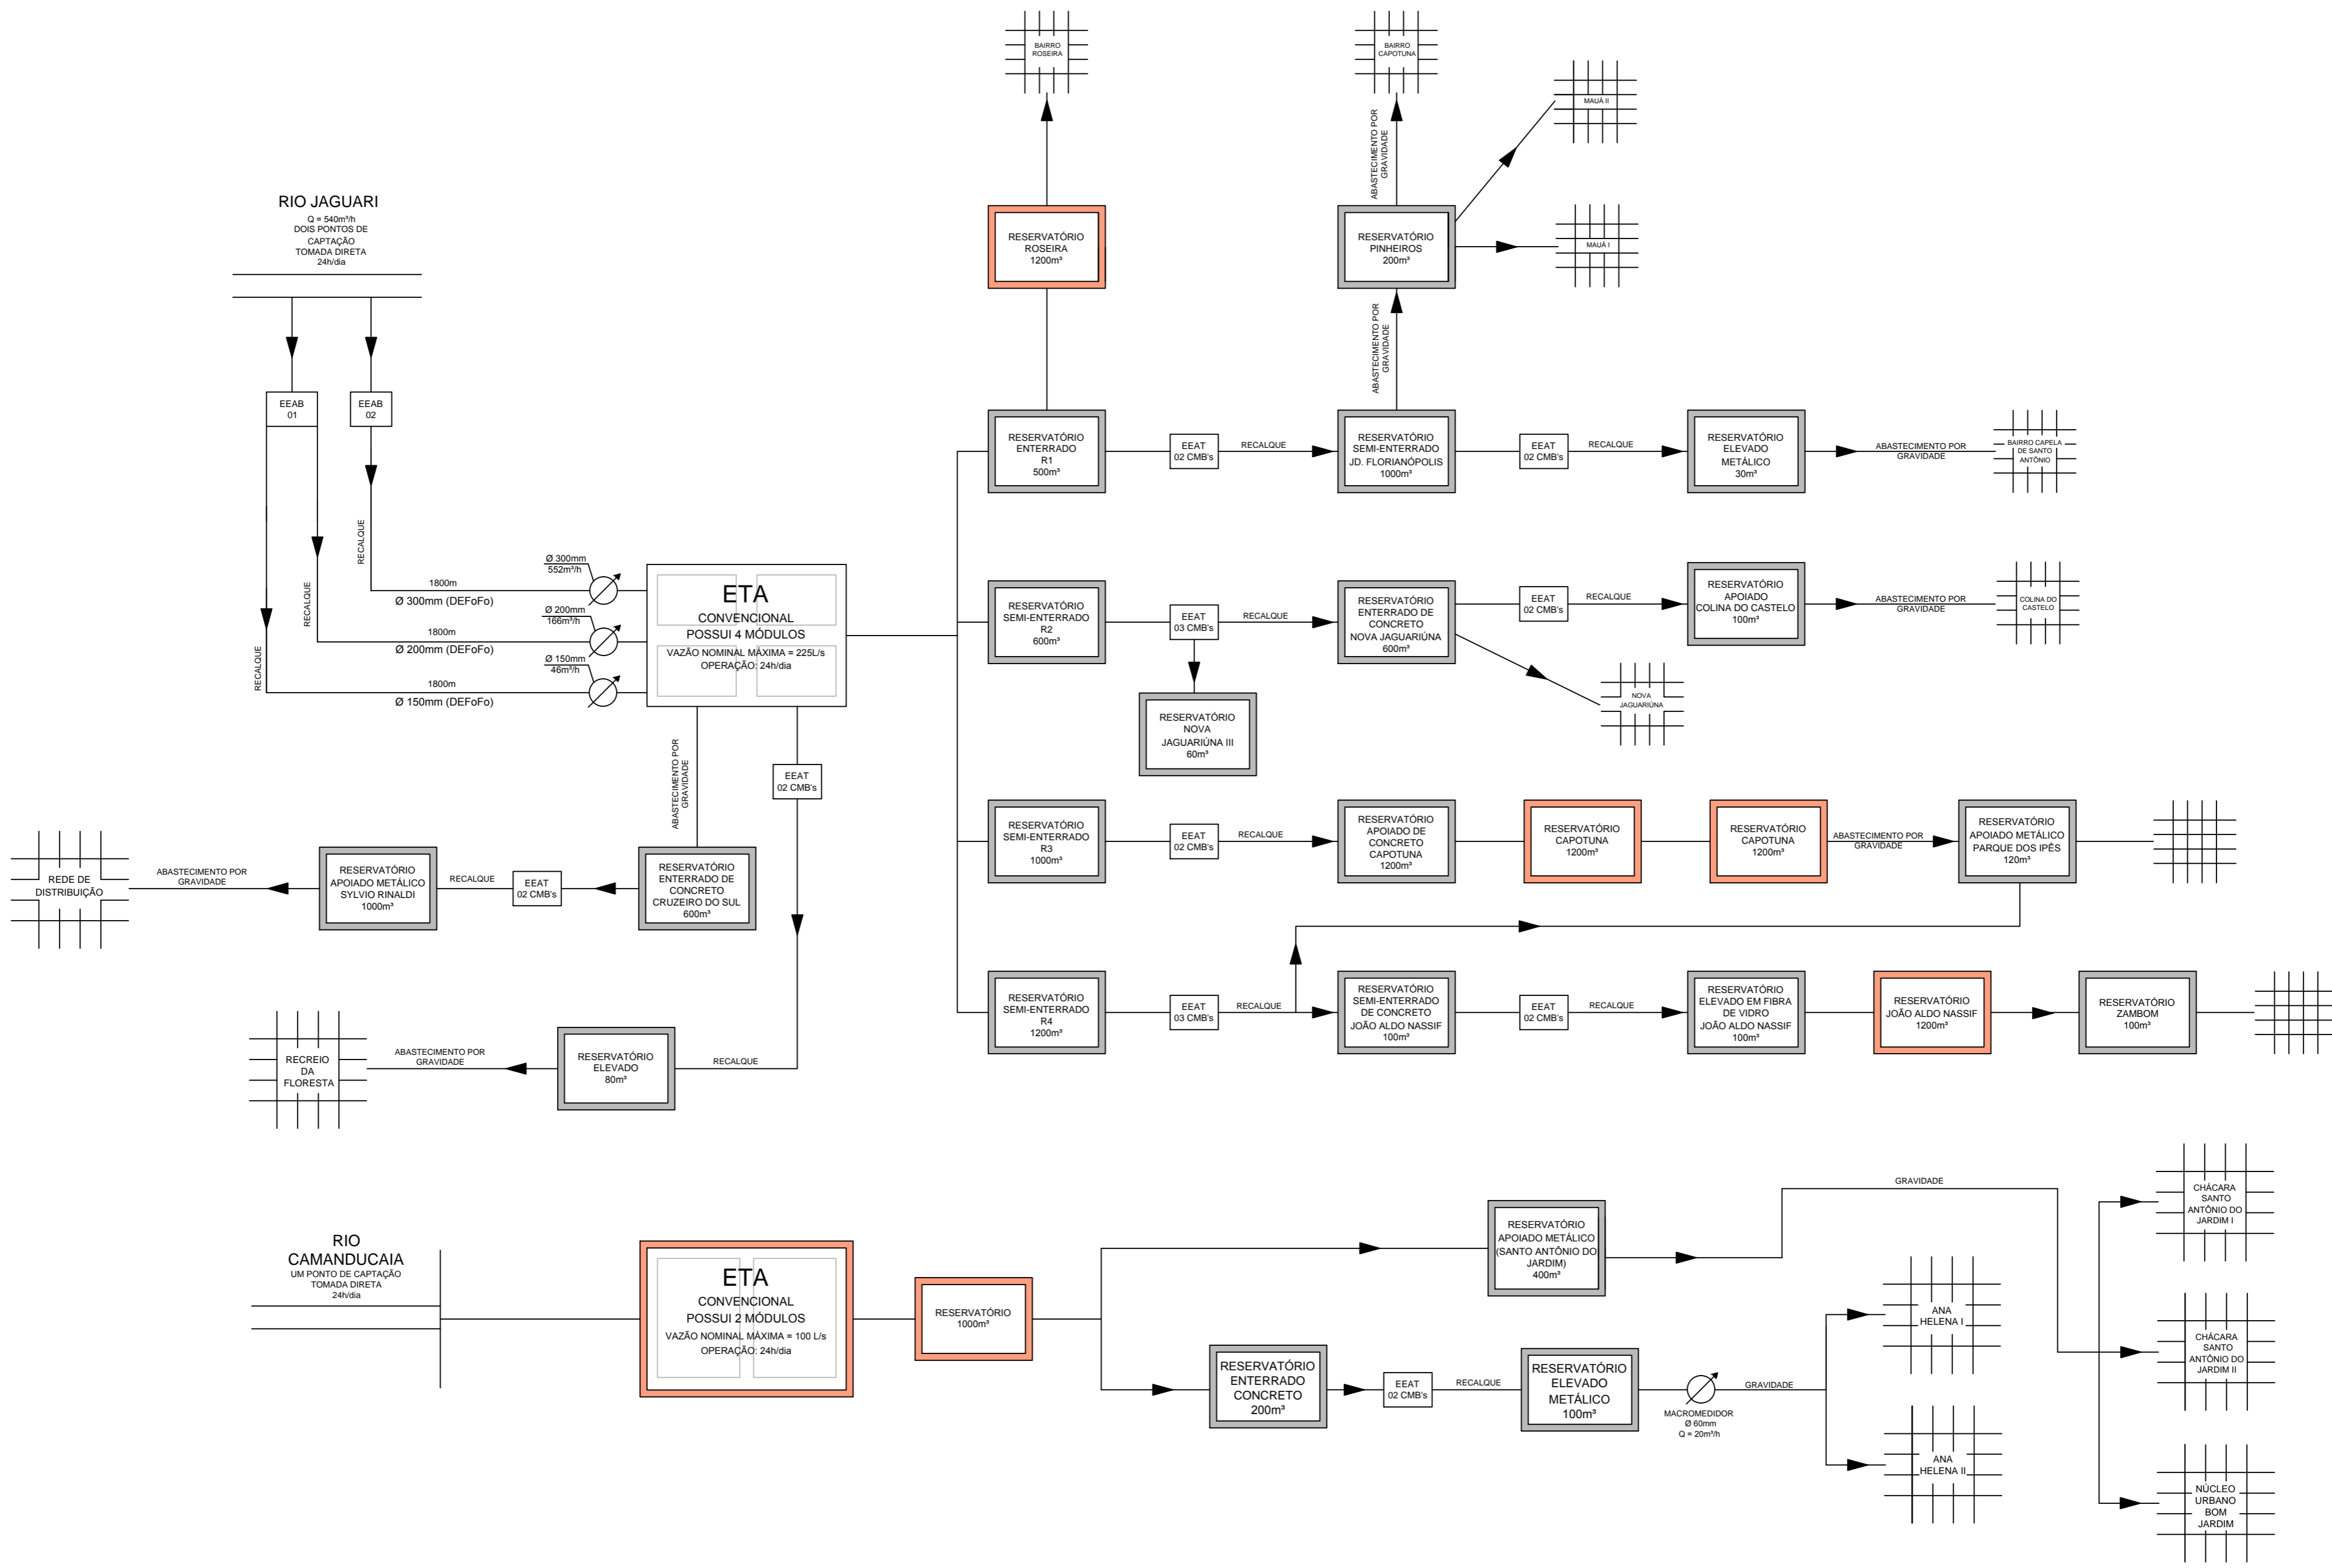 BAIRRO
ROSEIRA
BAIRRO
CAPOTUNA
MAUÁ II
ABASTECIMENTO POR
GRAVIDADE
RIO JAGUARI
Q = 540m³/h
DOIS PONTOS DE
CAPTAÇÃO
TOMADA DIRETA
24h/dia
RESERVATÓRIO
ROSEIRA
1200m³
RESERVATÓRIO
PINHEIROS
200m³
MAUÁ I
ABASTECIMENTO POR
GRAVIDADE
EEAB
01
EEAB
02
RESERVATÓRIO
ENTERRADO
R1
500m³
EEAT
02 CMB's
RECALQUE
RESERVATÓRIO
SEMI-ENTERRADO
JD. FLORIANÓPOLIS
1000m³
EEAT
02 CMB's
RECALQUE
RESERVATÓRIO
ELEVADO
METÁLICO
30m³
ABASTECIMENTO POR
GRAVIDADE
BAIRRO CAPELA
DE SANTO
ANTÔNIO
RECALQUE
RECALQUE
RECALQUE
1800m
Ø 300mm (DEFoFo)
Ø 300mm
552m³/h
1800m
Ø 200mm (DEFoFo)
Ø 200mm
166m³/h
1800m
Ø 150mm (DEFoFo)
Ø 150mm
46m³/h
ETA
CONVENCIONAL
POSSUI 4 MÓDULOS
VAZÃO NOMINAL MÁXIMA = 225L/s
OPERAÇÃO: 24h/dia
RESERVATÓRIO
SEMI-ENTERRADO
R2
600m³
EEAT
03 CMB's
RECALQUE
RESERVATÓRIO
ENTERRADO DE
CONCRETO
NOVA JAGUARIÚNA
600m³
EEAT
02 CMB's
RECALQUE
RESERVATÓRIO
APOIADO
COLINA DO CASTELO
100m³
ABASTECIMENTO POR
GRAVIDADE
COLINA DO
CASTELO
NOVA
JAGUARIÚNA
RESERVATÓRIO
NOVA
JAGUARIÚNA III
60m³
ABASTECIMENTO POR
GRAVIDADE
EEAT
02 CMB's
REDE DE
DISTRIBUIÇÃO
ABASTECIMENTO POR
GRAVIDADE
RESERVATÓRIO
APOIADO METÁLICO
SYLVIO RINALDI
1000m³
RECALQUE
EEAT
02 CMB's
RESERVATÓRIO
ENTERRADO DE
CONCRETO
CRUZEIRO DO SUL
600m³
RESERVATÓRIO
SEMI-ENTERRADO
R3
1000m³
EEAT
02 CMB's
RECALQUE
RESERVATÓRIO
APOIADO DE
CONCRETO
CAPOTUNA
1200m³
RESERVATÓRIO
CAPOTUNA
1200m³
RESERVATÓRIO
CAPOTUNA
1200m³
ABASTECIMENTO POR
GRAVIDADE
RESERVATÓRIO
APOIADO METÁLICO
PARQUE DOS IPÊS
120m³
RESERVATÓRIO
SEMI-ENTERRADO
R4
1200m³
EEAT
03 CMB's
RECALQUE
RESERVATÓRIO
SEMI-ENTERRADO
DE CONCRETO
JOÃO ALDO NASSIF
100m³
EEAT
02 CMB's
RECALQUE
RESERVATÓRIO
ELEVADO EM FIBRA
DE VIDRO
JOÃO ALDO NASSIF
100m³
RESERVATÓRIO
JOÃO ALDO NASSIF
1200m³
RESERVATÓRIO
ZAMBOM
100m³
RECREIO
DA
FLORESTA
ABASTECIMENTO POR
GRAVIDADE
RESERVATÓRIO
ELEVADO
80m³
RECALQUE
RIO
CAMANDUCAIA
UM PONTO DE CAPTAÇÃO
TOMADA DIRETA
24h/dia
ETA
CONVENCIONAL
POSSUI 2 MÓDULOS
VAZÃO NOMINAL MÁXIMA = 100 L/s
OPERAÇÃO: 24h/dia
RESERVATÓRIO
1000m³
RESERVATÓRIO
APOIADO METÁLICO
(SANTO ANTÔNIO DO
JARDIM)
400m³
GRAVIDADE
CHÁCARA
SANTO
ANTÔNIO DO
JARDIM I
RESERVATÓRIO
ENTERRADO
CONCRETO
200m³
EEAT
02 CMB's
RECALQUE
RESERVATÓRIO
ELEVADO
METÁLICO
100m³
MACROMEDIDOR
Ø 60mm
Q = 20m³/h
GRAVIDADE
ANA
HELENA I
CHÁCARA
SANTO
ANTÔNIO DO
JARDIM II
ANA
HELENA II
NÚCLEO
URBANO
BOM
JARDIM